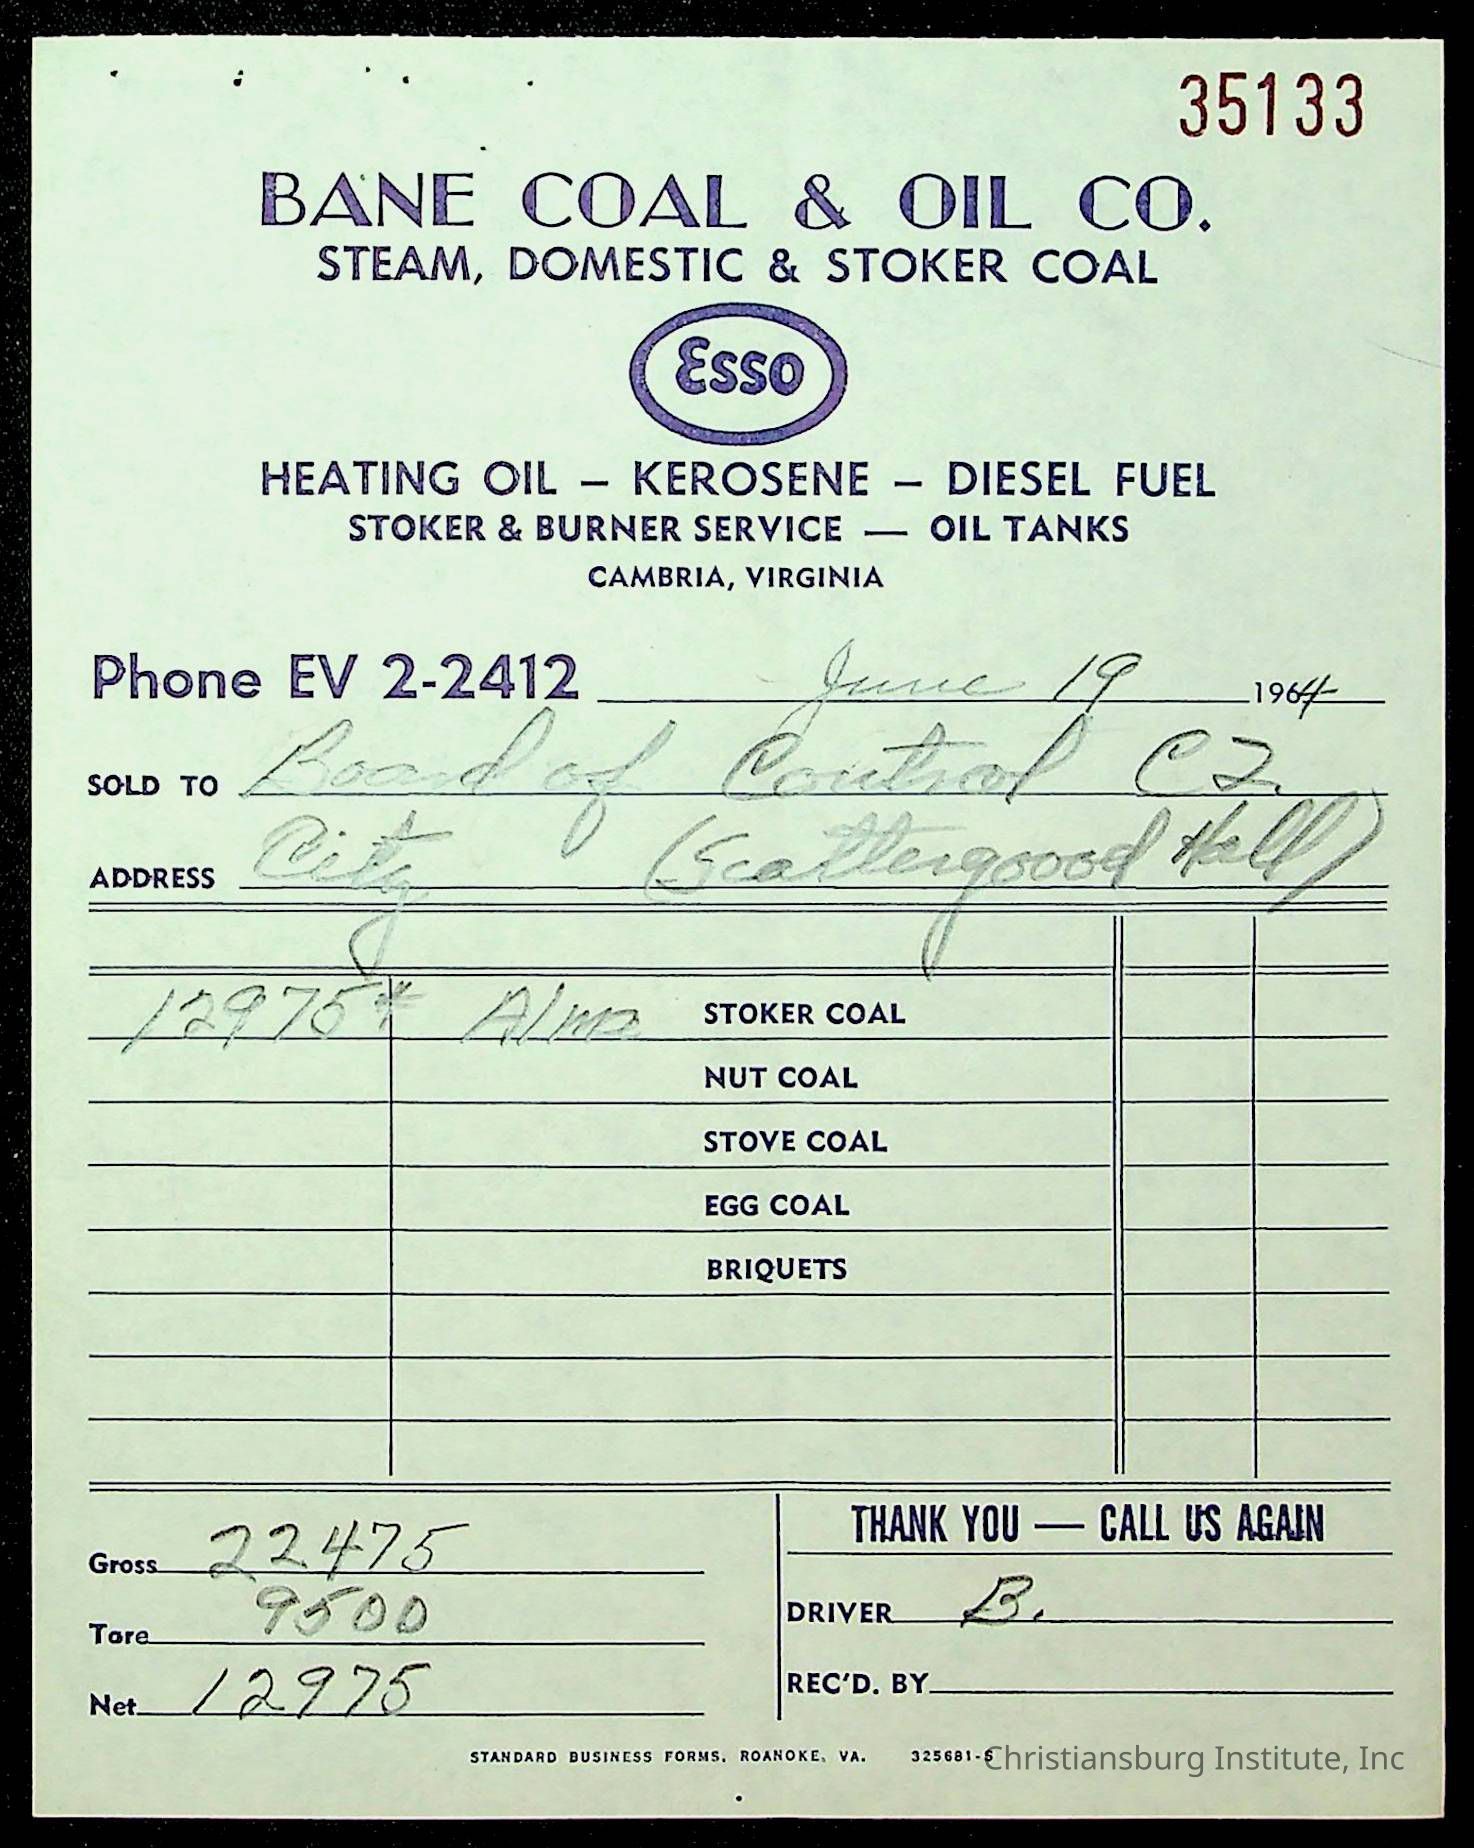 35133
BANE COAL & OIL CO.
STEAM, DOMESTIC & STOKER COAL
Esso
HEATING OIL – KEROSENE – DIESEL FUEL
STOKER & BURNER SERVICE — OIL TANKS
CAMBRIA, VIRGINIA
Phone EV 2-2412 June 19 1964
SOLD TO Board of Control C2.
ADDRESS City (Scattergood Hall)
12975# Alma STOKER COAL
NUT COAL
STOVE COAL
EGG COAL
BRIQUETS
THANK YOU — CALL US AGAIN
Gross 22475
Tare 9500
Net 12975
DRIVER B.
REC'D. BY
STANDARD BUSINESS FORMS, ROANOKE, VA. 325681-S
Christiansburg Institute, Inc